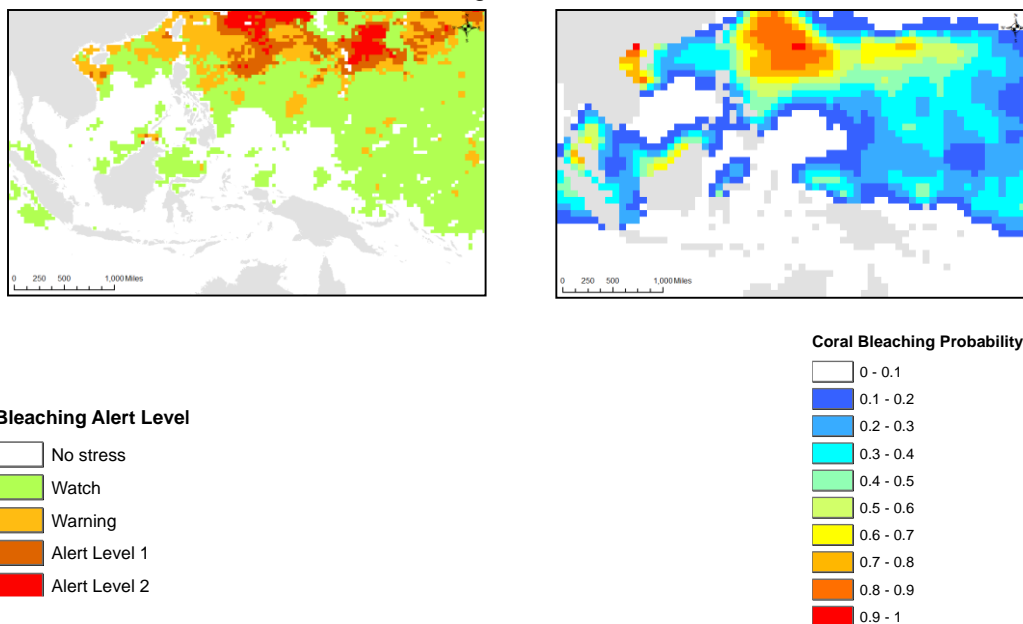 0 250 500 1,000 Miles
0 250 500 1,000 Miles
Bleaching Alert Level
No stress
Watch
Warning
Alert Level 1
Alert Level 2
Coral Bleaching Probability
0 - 0.1
0.1 - 0.2
0.2 - 0.3
0.3 - 0.4
0.4 - 0.5
0.5 - 0.6
0.6 - 0.7
0.7 - 0.8
0.8 - 0.9
0.9 - 1